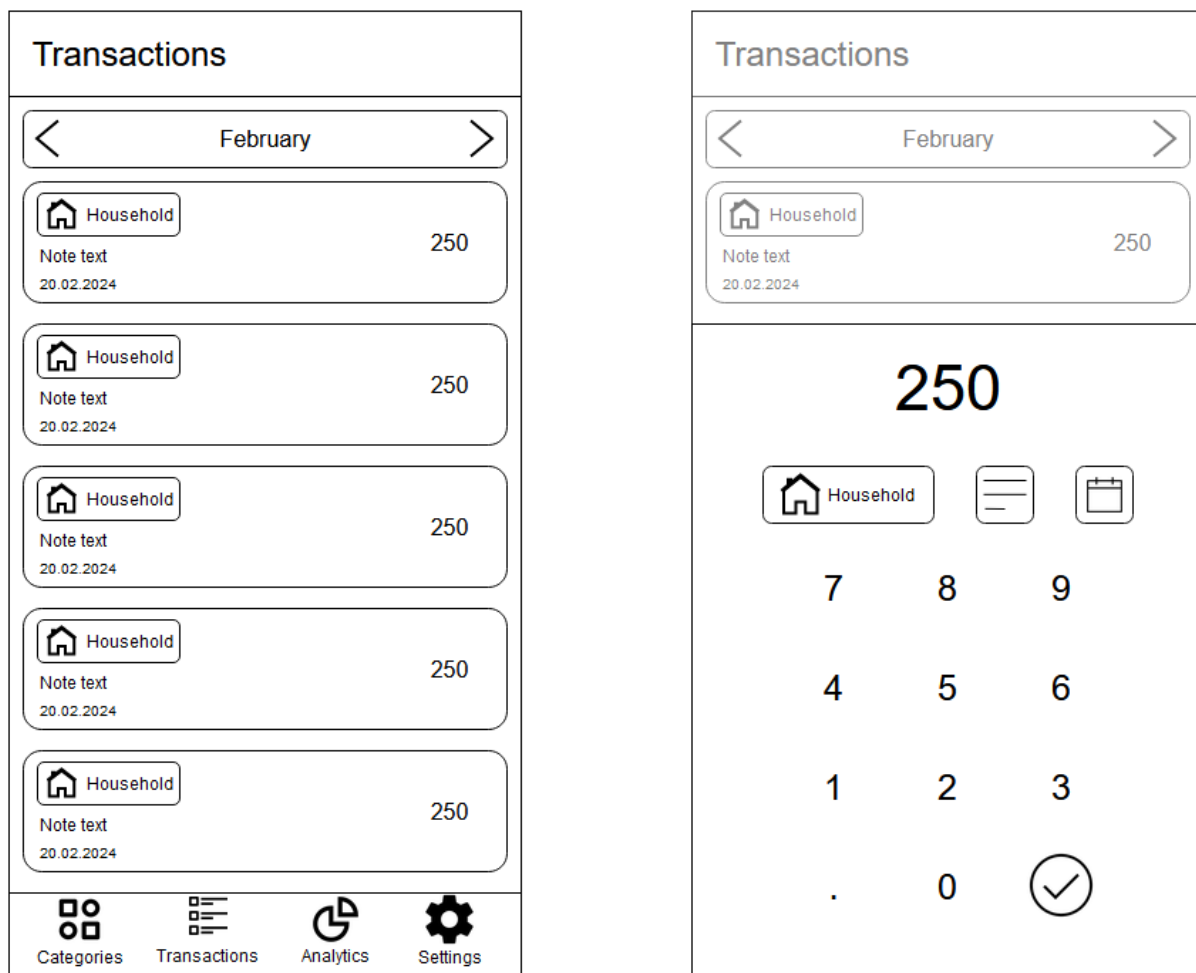 Transactions
February
Household
250
Note text
20.02.2024
Household
250
Note text
20.02.2024
Household
250
Note text
20.02.2024
Household
250
Note text
20.02.2024
Household
250
Note text
20.02.2024
Categories Transactions Analytics Settings
Transactions
February
Household
250
Note text
20.02.2024
250
Household
7 8 9
4 5 6
1 2 3
. 0